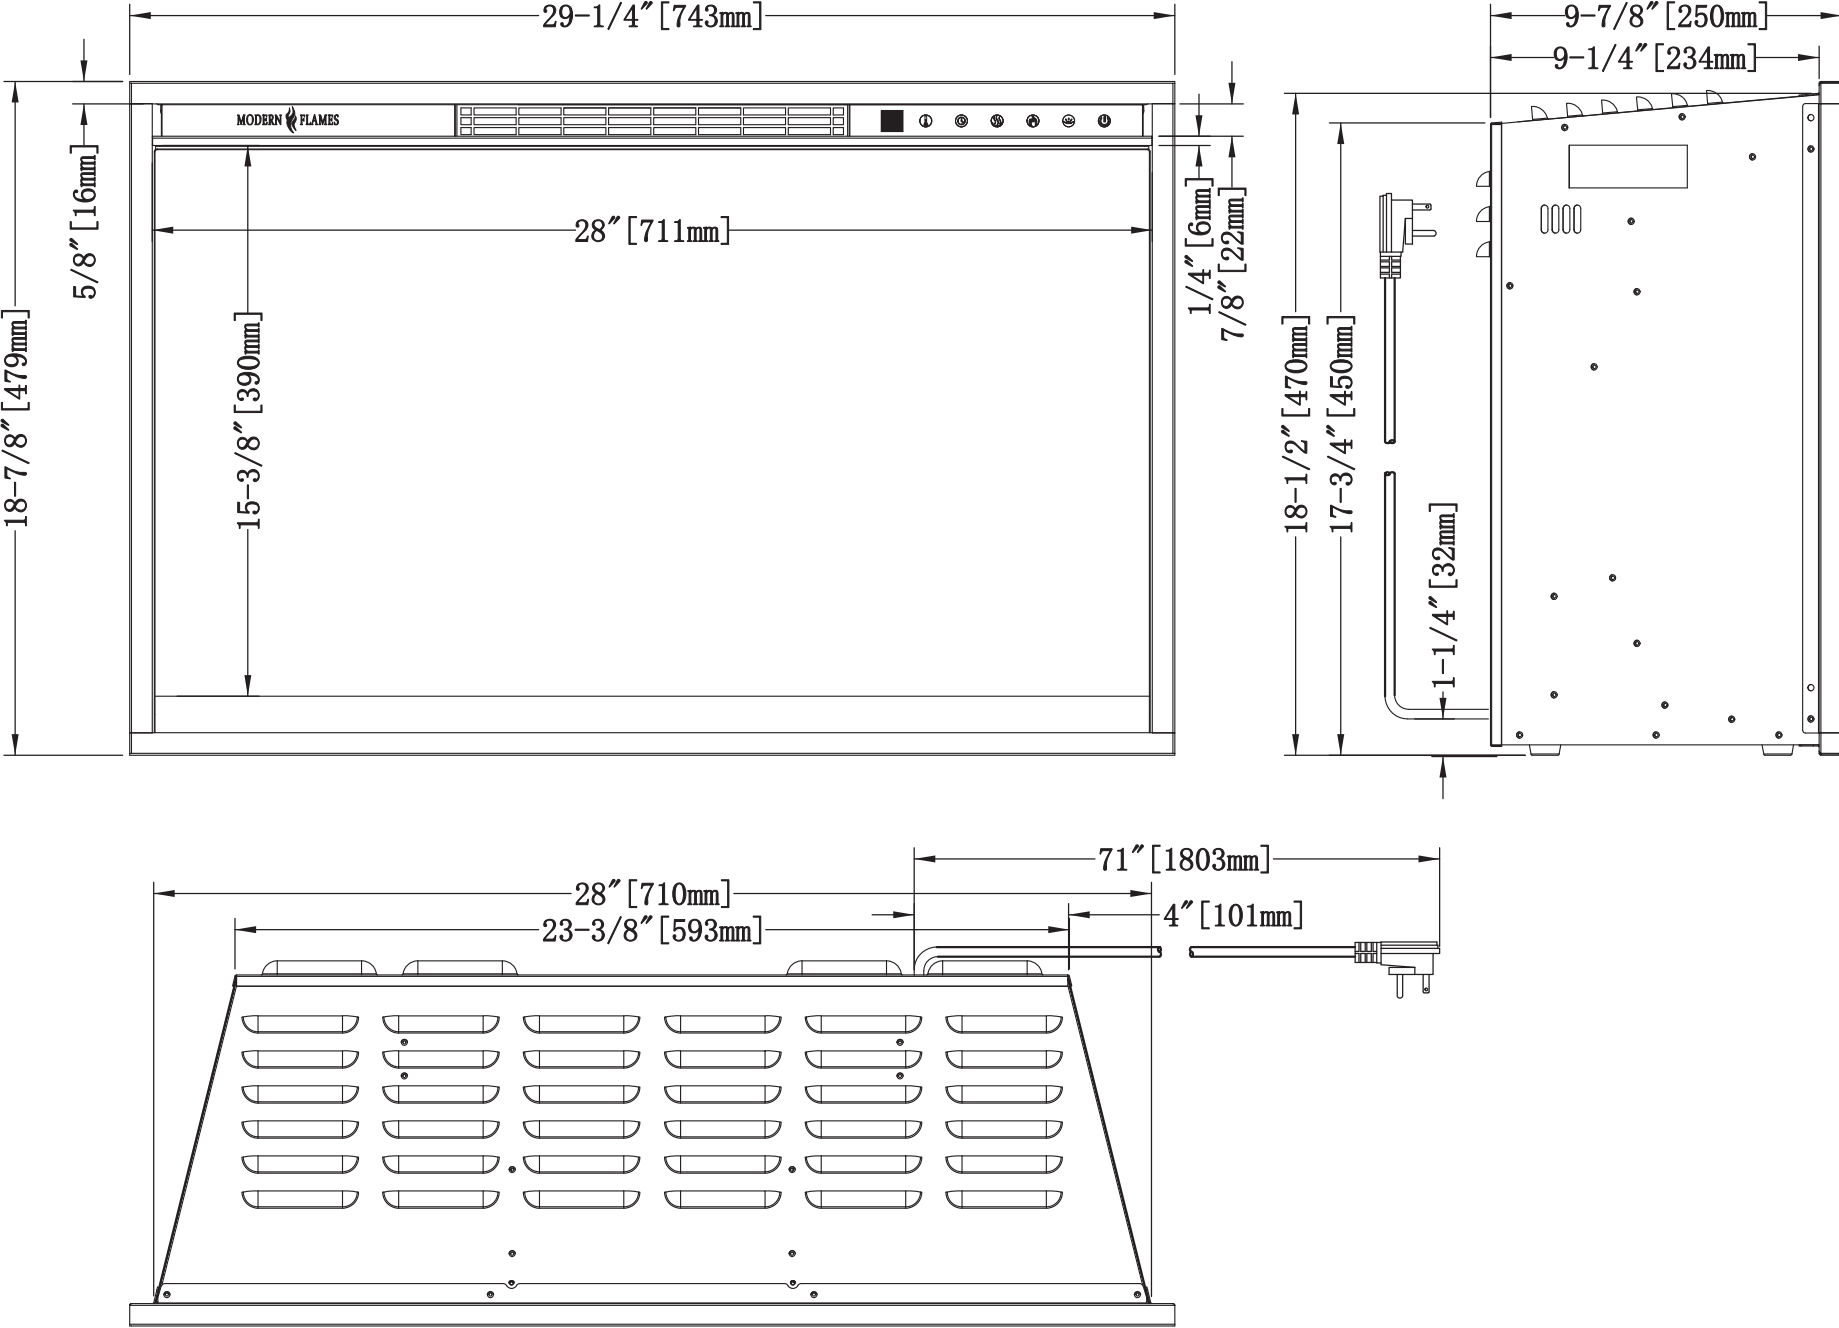 29-1/4″[743mm]
9-7/8″[250mm]
9-1/4″[234mm]
MODERN FLAMES
5/8″[16mm]
28″[711mm]
1/4″[6mm]
7/8″[22mm]
18-7/8″[479mm]
15-3/8″[390mm]
18-1/2″[470mm]
17-3/4″[450mm]
1-1/4″[32mm]
71″[1803mm]
28″[710mm]
4″[101mm]
23-3/8″[593mm]